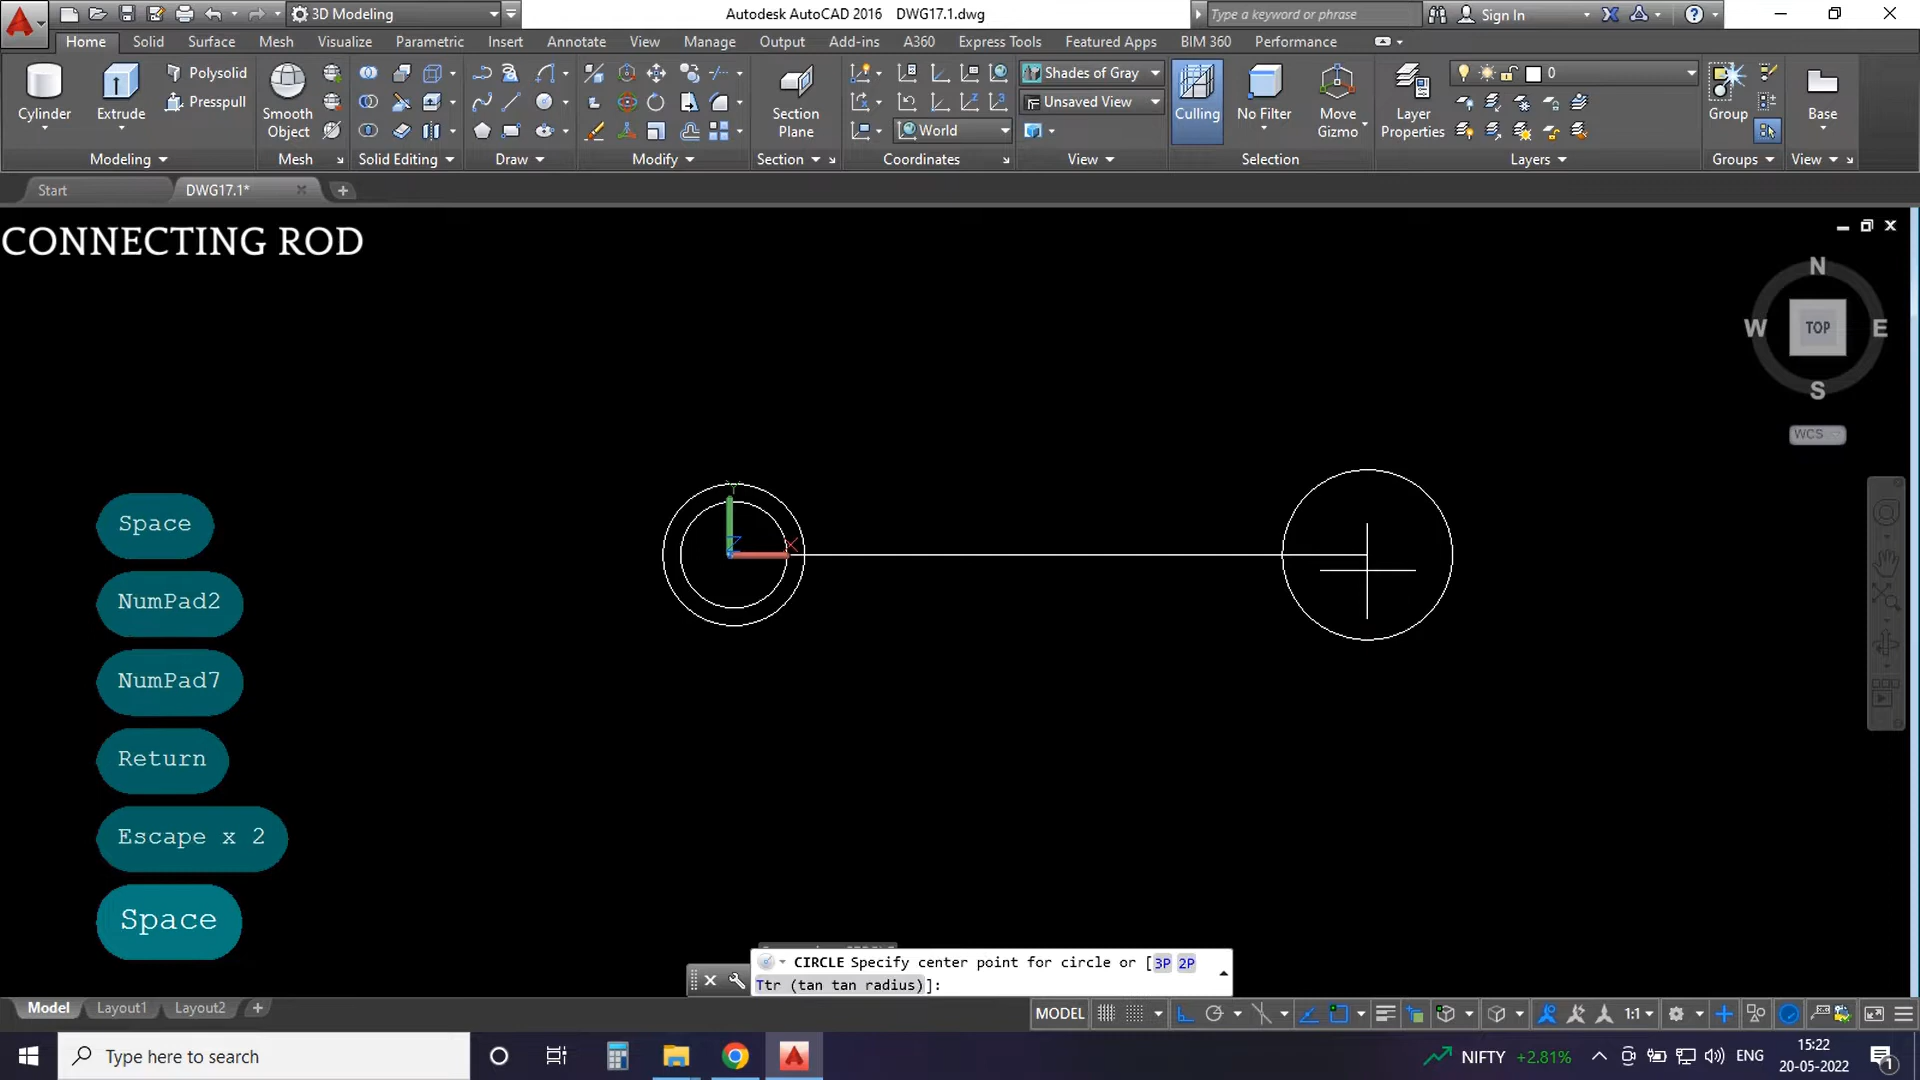 3D Modeling
Autodesk AutoCAD 2016 DWG17.1.dwg
Type a keyword or phrase
Sign In
Home Solid Surface Mesh Visualize Parametric Insert Annotate View Manage Output Add-ins A360 Express Tools Featured Apps BIM 360 Performance
Cylinder
Extrude
Polysolid
Presspull
Smooth
Object
Section
Plane
Shades of Gray
Unsaved View
World
Culling
No Filter
Move
Gizmo
Layer
Properties
0
Group
Base
Modeling Mesh Solid Editing Draw Modify Section Coordinates View Selection Layers Groups View
Start DWG17.1*
CONNECTING ROD
N
W TOP E
S
WCS
Y
Z
X
Space
NumPad2
NumPad7
Return
Escape x 2
Space
CIRCLE Specify center point for circle or [3P 2P
Ttr (tan tan radius)]:
Model Layout1 Layout2
MODEL
1:1
Type here to search
NIFTY +2.81%
ENG
15:22
20-05-2022
1